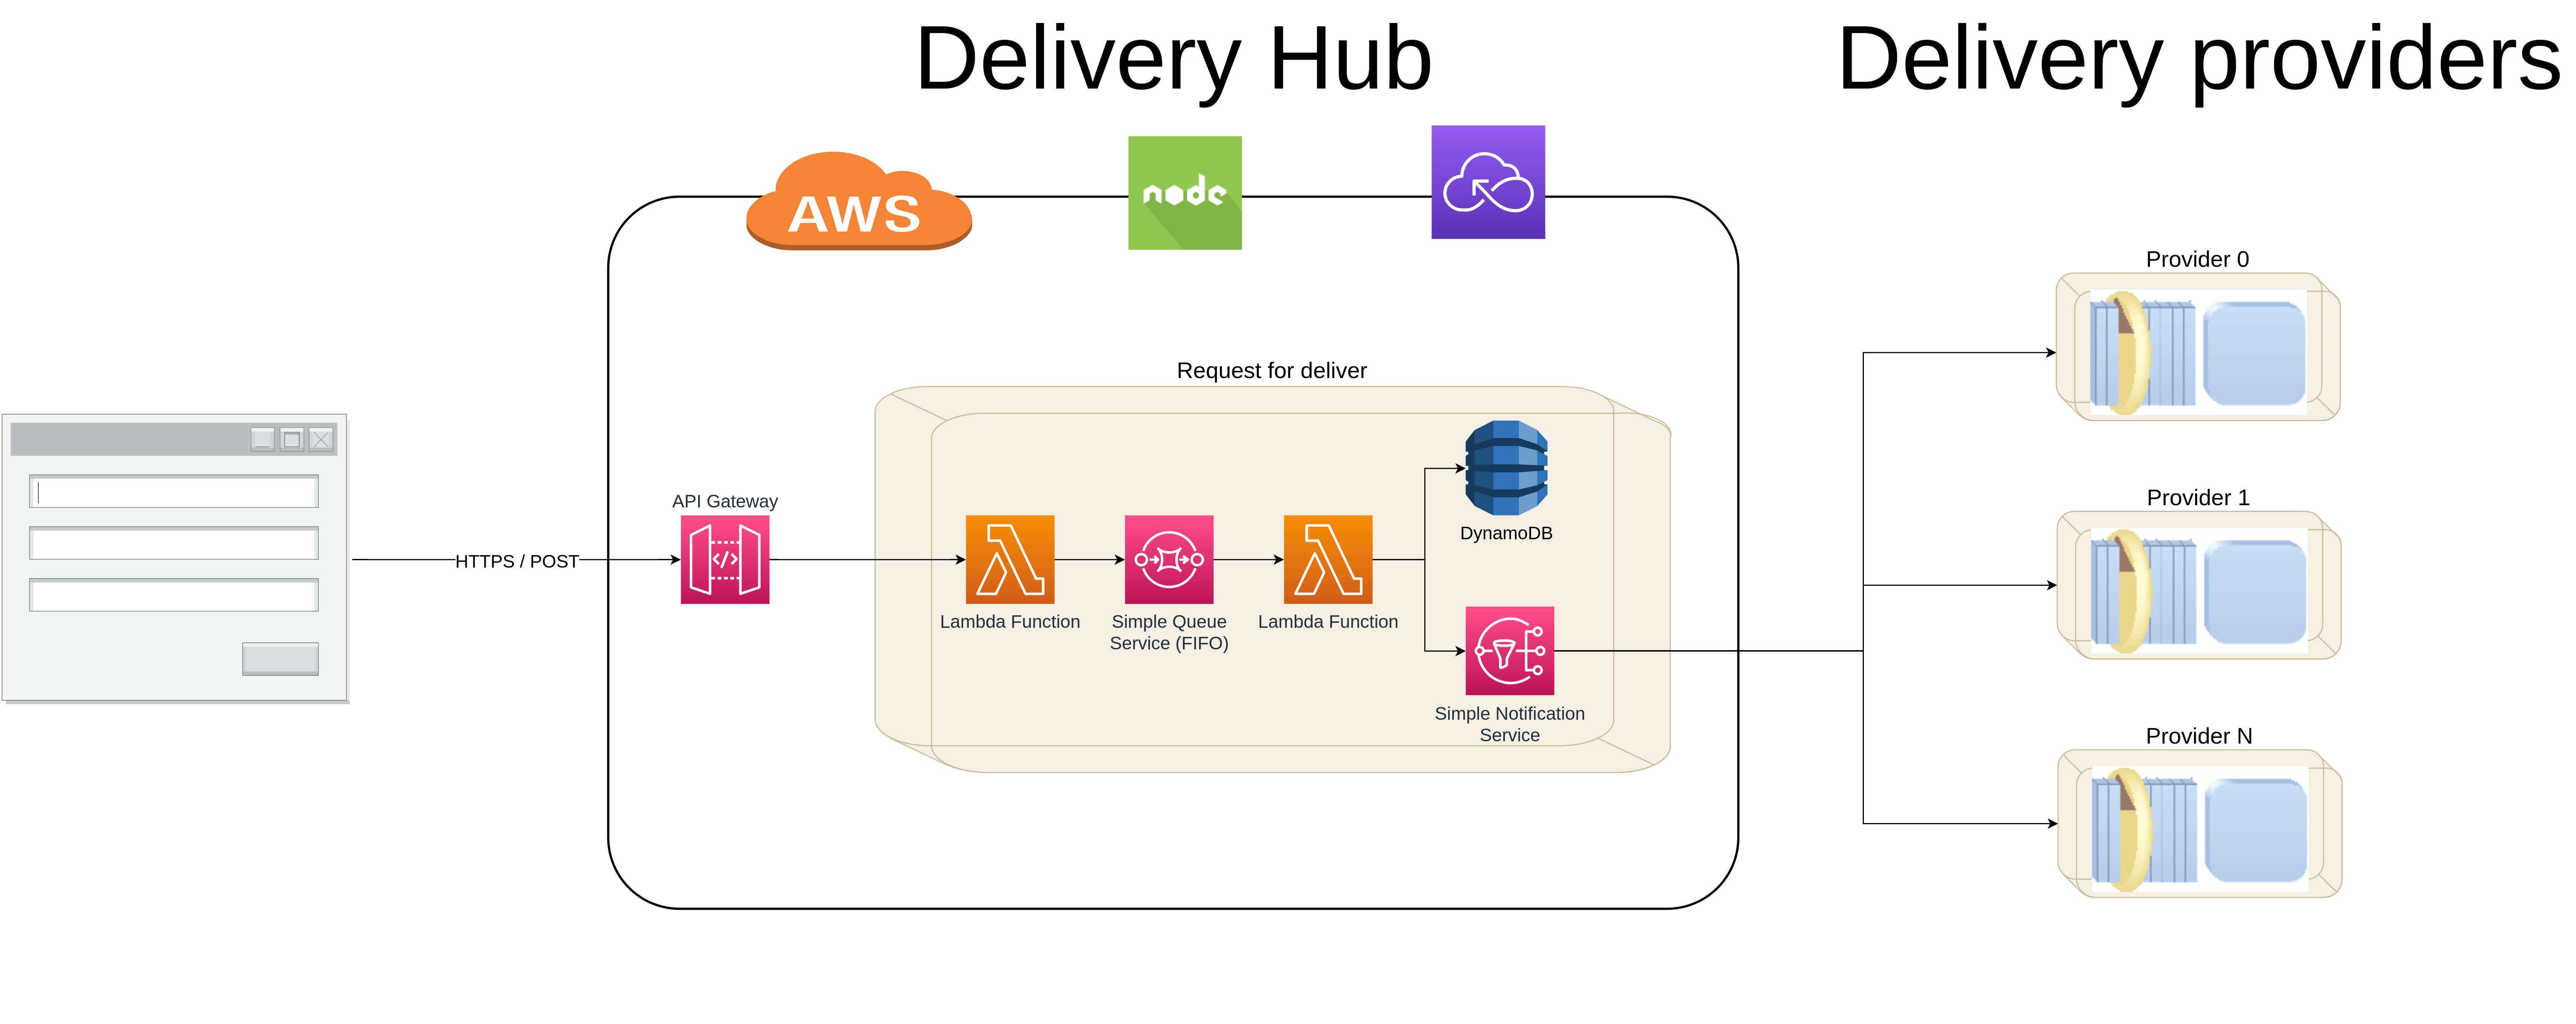 Delivery Hub
Delivery providers
AWS
node
Provider 0
Request for deliver
Provider 1
API Gateway
HTTPS / POST
DynamoDB
Lambda Function
Simple Queue
Service (FIFO)
Lambda Function
Simple Notification
Service
Provider N